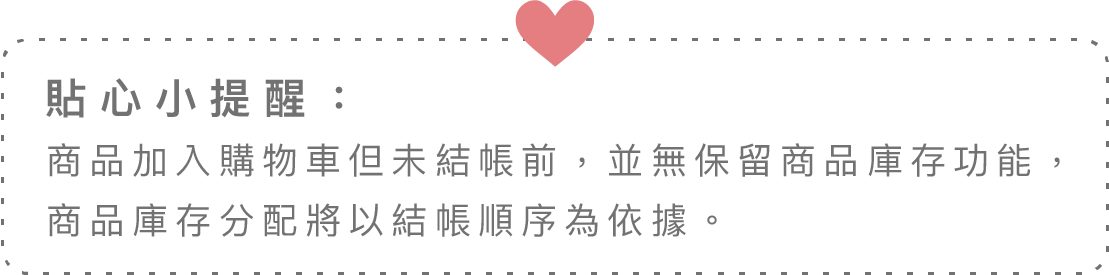 貼心小提醒：
商品加入購物車但未結帳前，並無保留商品庫存功能，
商品庫存分配將以結帳順序為依據。